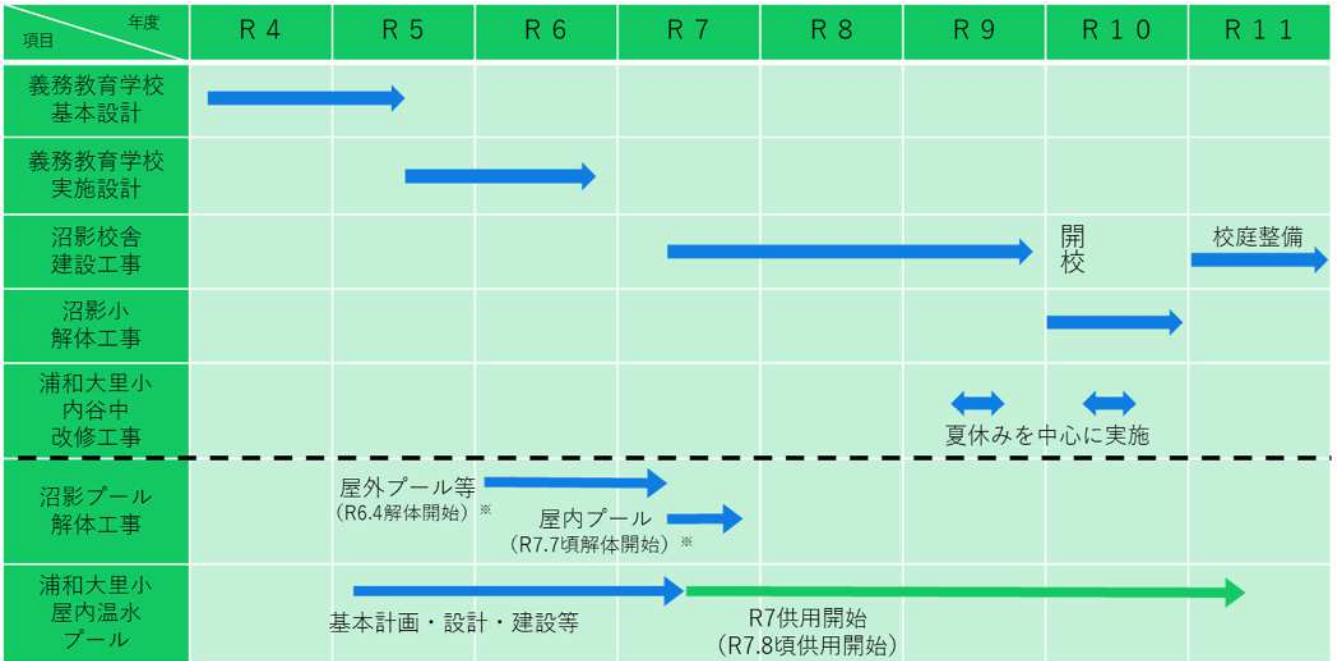 年度
項目
R4 R5 R6 R7 R8 R9 R10 R11
義務教育学校
基本設計
義務教育学校
実施設計
沼影校舎
建設工事
開校
校庭整備
沼影小
解体工事
浦和大里小
内谷中
改修工事
夏休みを中心に実施
沼影プール
解体工事
屋外プール等
(R6.4解体開始)※
屋内プール
(R7.7頃解体開始)※
浦和大里小
屋内温水
プール
基本計画・設計・建設等
R7供用開始
(R7.8頃供用開始)